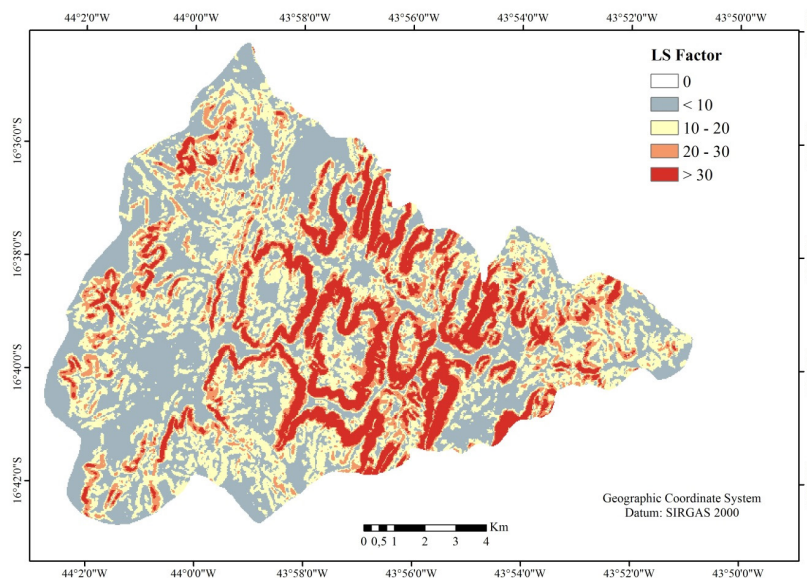 44°2'0"W 44°0'0"W 43°58'0"W 43°56'0"W 43°54'0"W 43°52'0"W 43°50'0"W
LS Factor
0
< 10
10 - 20
20 - 30
> 30
16°36'0"S
16°38'0"S
16°40'0"S
16°42'0"S
Geographic Coordinate System
Datum: SIRGAS 2000
Km
0 0,5 1 2 3 4
44°2'0"W 44°0'0"W 43°58'0"W 43°56'0"W 43°54'0"W 43°52'0"W 43°50'0"W